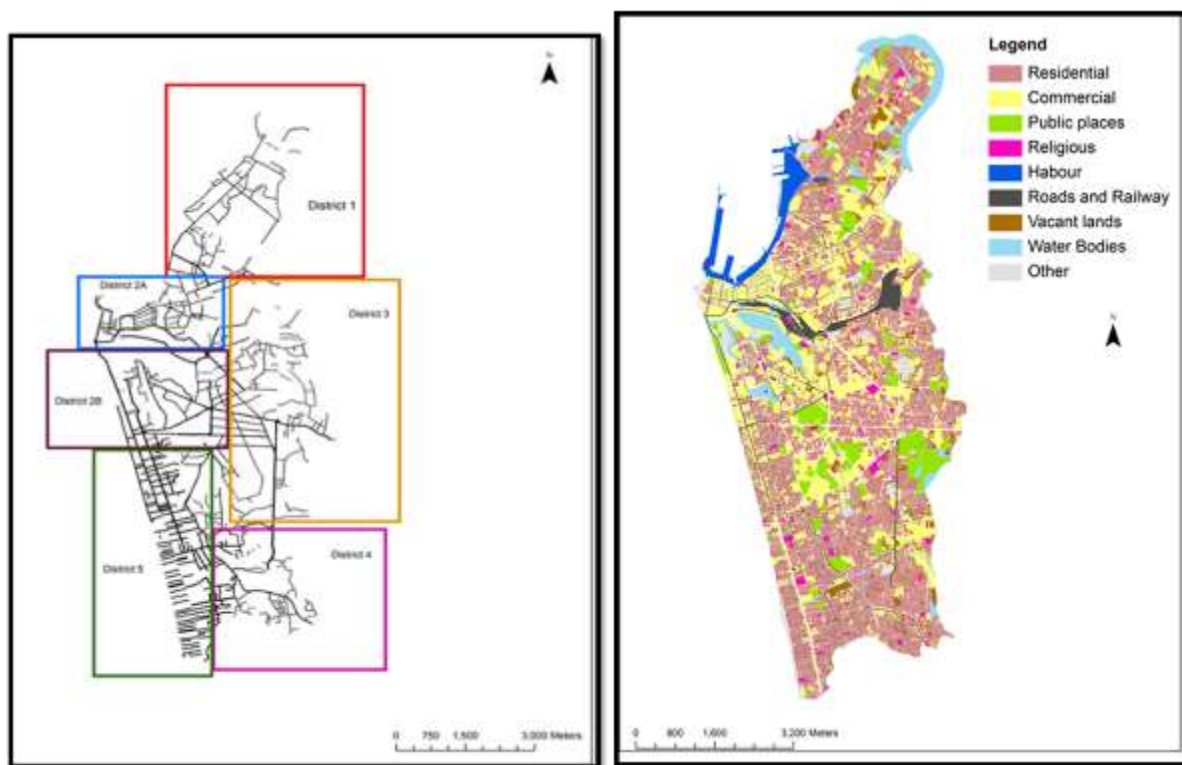 N
District 1
District 2A
District 3
District 2B
District 4
District 5
0 750 1,500 3,000 Meters
Legend
Residential
Commercial
Public places
Religious
Habour
Roads and Railway
Vacant lands
Water Bodies
Other
N
0 800 1,600 3,200 Meters